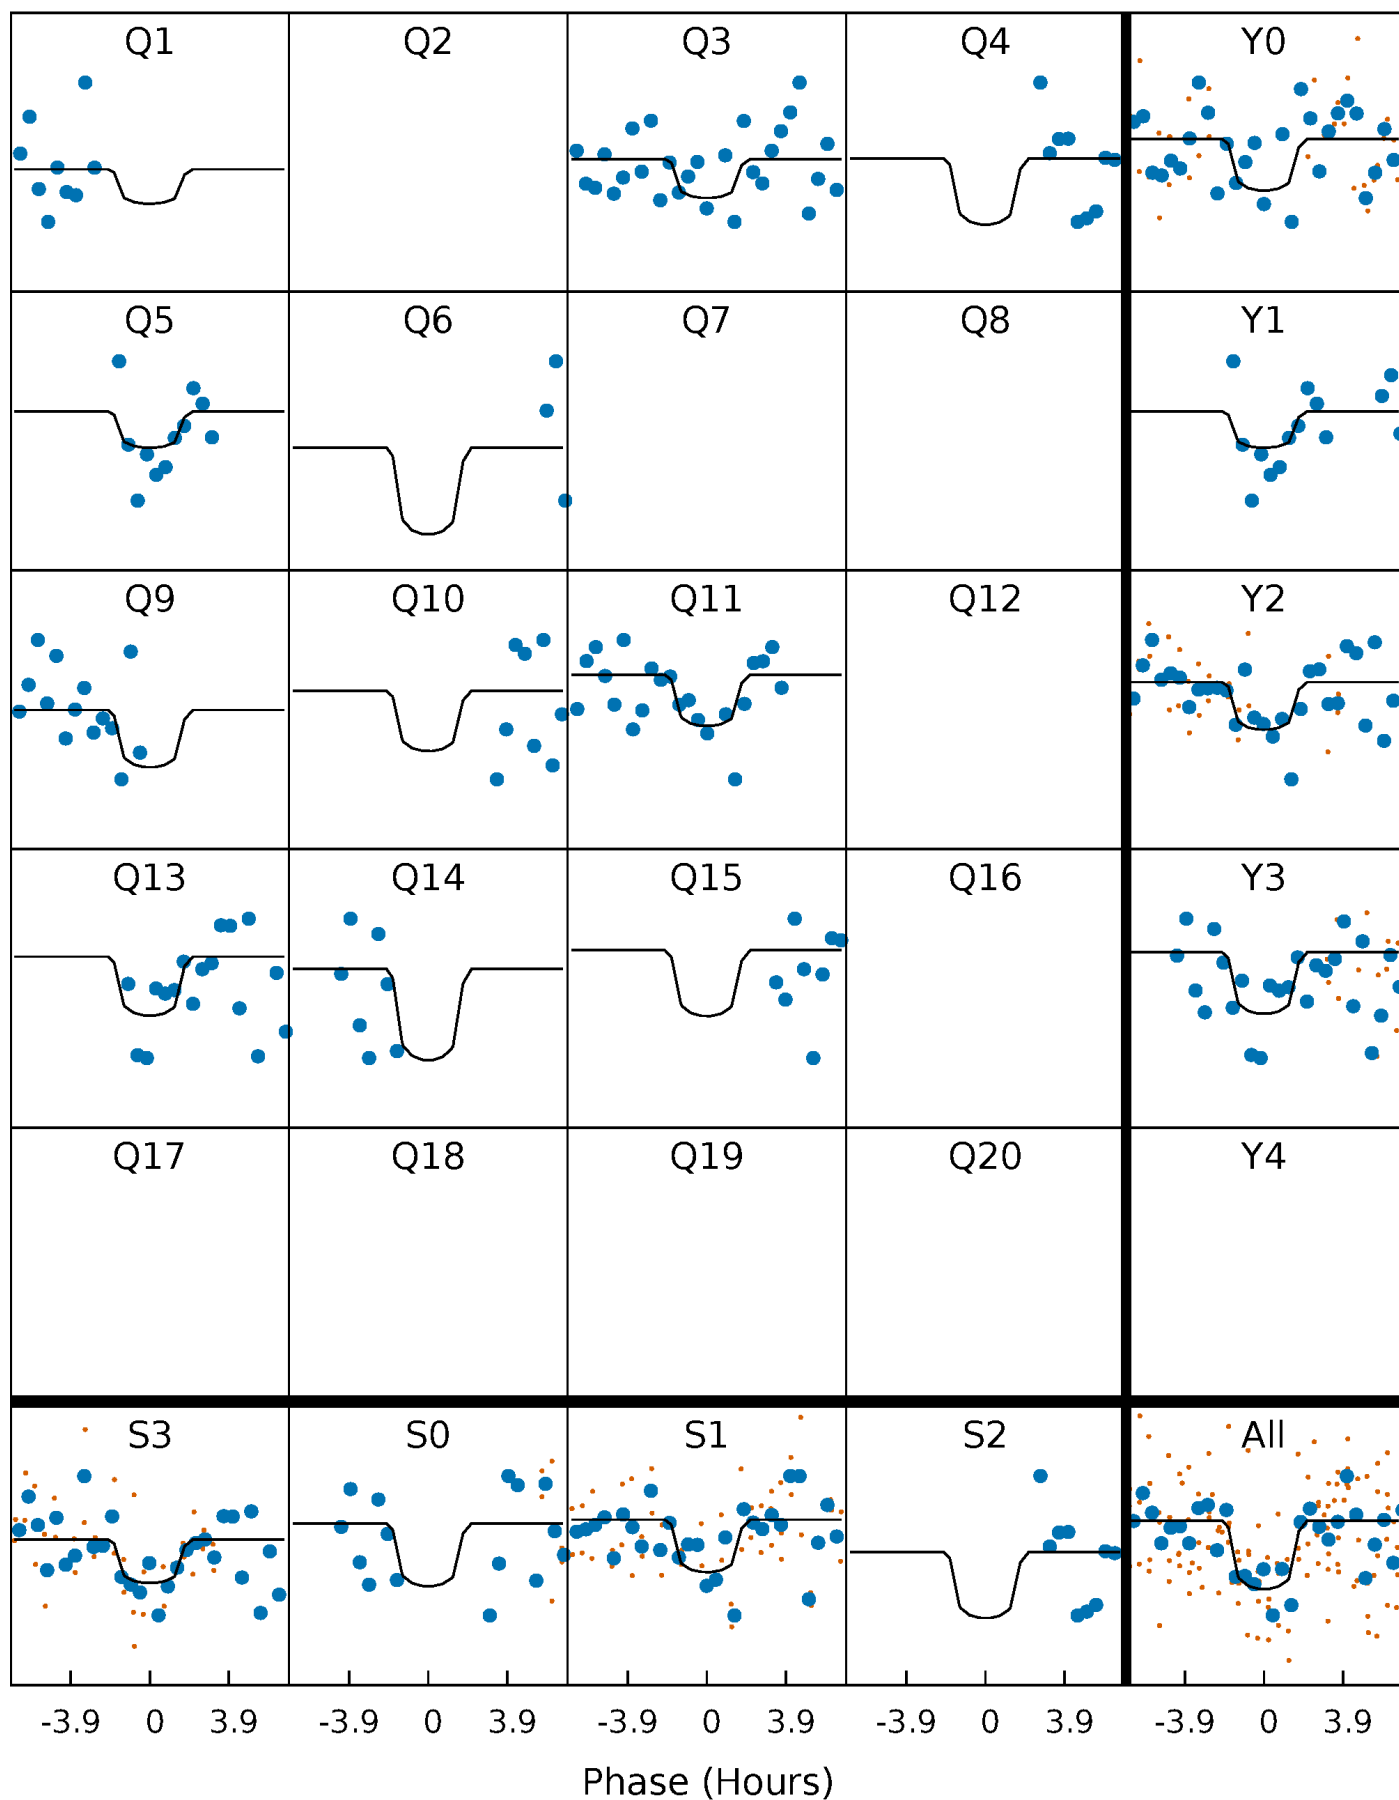 Q1 Q2 Q3 Q4 Y0
Q5 Q6 Q7 Q8 Y1
Q9 Q10 Q11 Q12 Y2
Q13 Q14 Q15 Q16 Y3
Q17 Q18 Q19 Q20 Y4
S3 S0 S1 S2 All
-3.9 0 3.9 -3.9 0 3.9 -3.9 0 3.9 -3.9 0 3.9 -3.9 0 3.9
Phase (Hours)